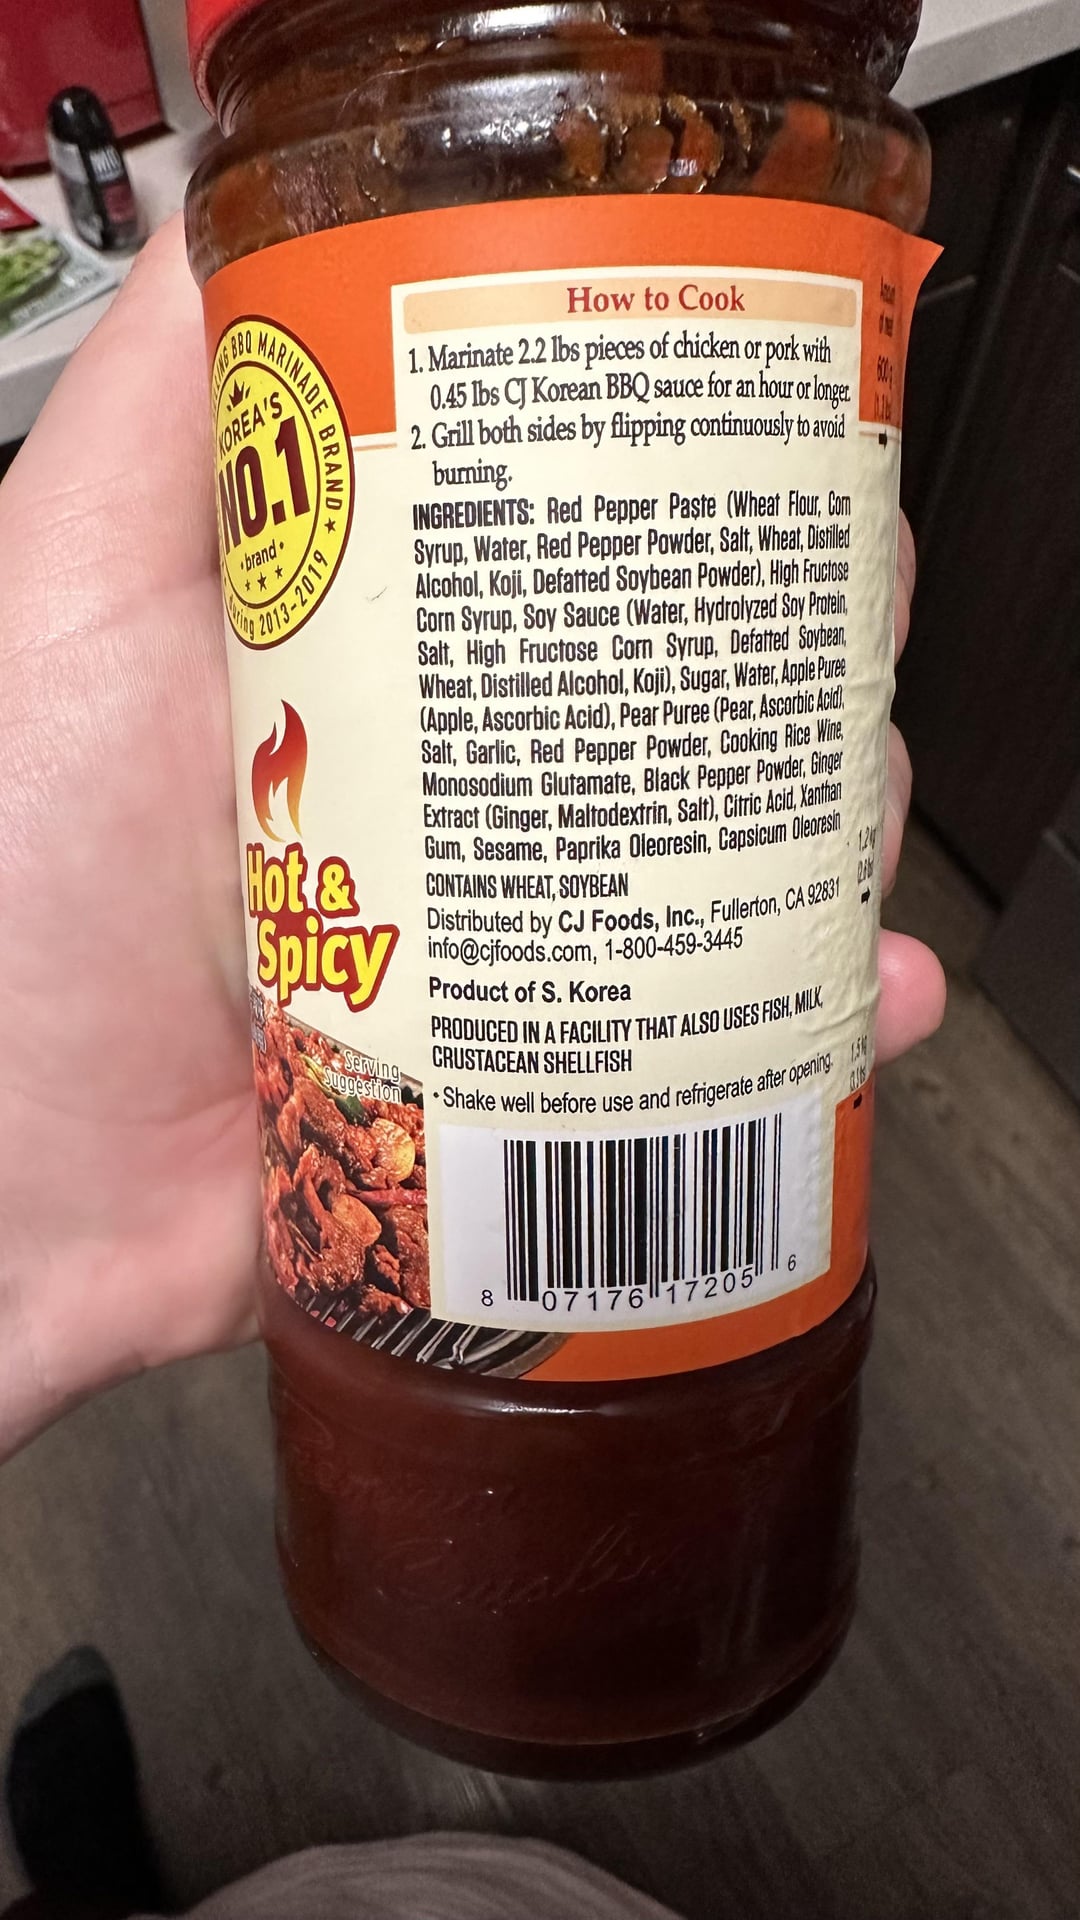 LLING BBQ MARINADE BRAND
KOREA'S
NO.1
brand
during 2013-2019
Hot &
Spicy
Serving
Suggestion
How to Cook
1. Marinate 2.2 lbs pieces of chicken or pork with
0.45 lbs CJ Korean BBQ sauce for an hour or longer.
2. Grill both sides by flipping continuously to avoid
burning.
INGREDIENTS: Red Pepper Paste (Wheat Flour, Corn
Syrup, Water, Red Pepper Powder, Salt, Wheat, Distilled
Alcohol, Koji, Defatted Soybean Powder), High Fructose
Corn Syrup, Soy Sauce (Water, Hydrolyzed Soy Protein,
Salt, High Fructose Corn Syrup, Defatted Soybean,
Wheat, Distilled Alcohol, Koji), Sugar, Water, Apple Puree
(Apple, Ascorbic Acid), Pear Puree (Pear, Ascorbic Acid),
Salt, Garlic, Red Pepper Powder, Cooking Rice Wine,
Monosodium Glutamate, Black Pepper Powder, Ginger
Extract (Ginger, Maltodextrin, Salt), Citric Acid, Xanthan
Gum, Sesame, Paprika Oleoresin, Capsicum Oleoresin
CONTAINS WHEAT, SOYBEAN
Distributed by CJ Foods, Inc., Fullerton, CA 92831
info@cjfoods.com, 1-800-459-3445
Product of S. Korea
PRODUCED IN A FACILITY THAT ALSO USES FISH, MILK,
CRUSTACEAN SHELLFISH
• Shake well before use and refrigerate after opening.
8 07176 17205 6
Amount
of meat
600 g
1.2 kg